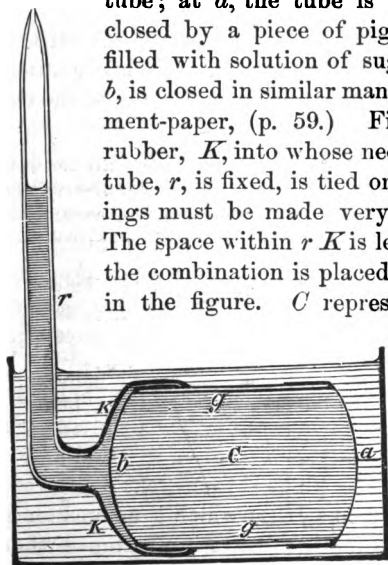 tube; at a, the tube is
closed by a piece of pig
filled with solution of sug
b, is closed in similar man
ment-paper, (p. 59.) Fi
rubber, K, into whose ne
tube, r, is fixed, is tied or
ings must be made very
The space within r K is le
the combination is placed
in the figure. C repres
r
K
g
b
C
a
K
g